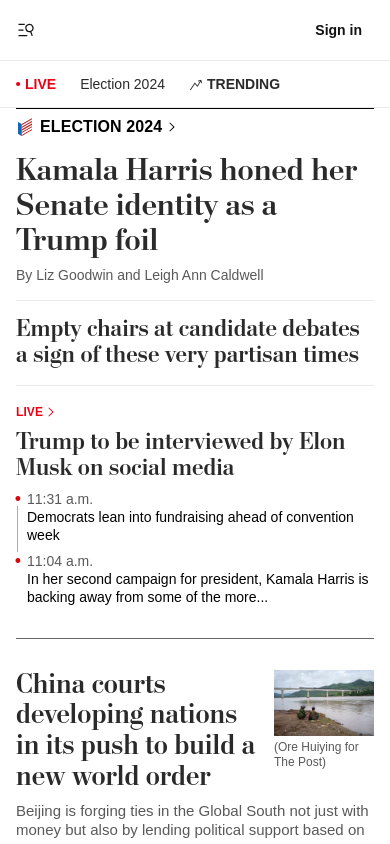 Sign in
LIVE
Election 2024
TRENDING
ELECTION 2024
Kamala Harris honed her
Senate identity as a
Trump foil
By Liz Goodwin and Leigh Ann Caldwell
Empty chairs at candidate debates
a sign of these very partisan times
LIVE
Trump to be interviewed by Elon
Musk on social media
11:31 a.m.
Democrats lean into fundraising ahead of convention
week
11:04 a.m.
In her second campaign for president, Kamala Harris is
backing away from some of the more...
China courts
developing nations
in its push to build a
new world order
(Ore Huiying for
The Post)
Beijing is forging ties in the Global South not just with
money but also by lending political support based on